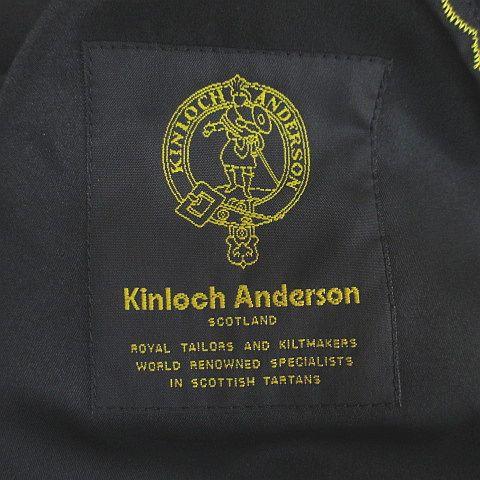 KINLOCH ANDERSON
Kinloch Anderson
SCOTLAND
ROYAL TAILORS AND KILTMAKERS
WORLD RENOWNED SPECIALISTS
IN SCOTTISH TARTANS